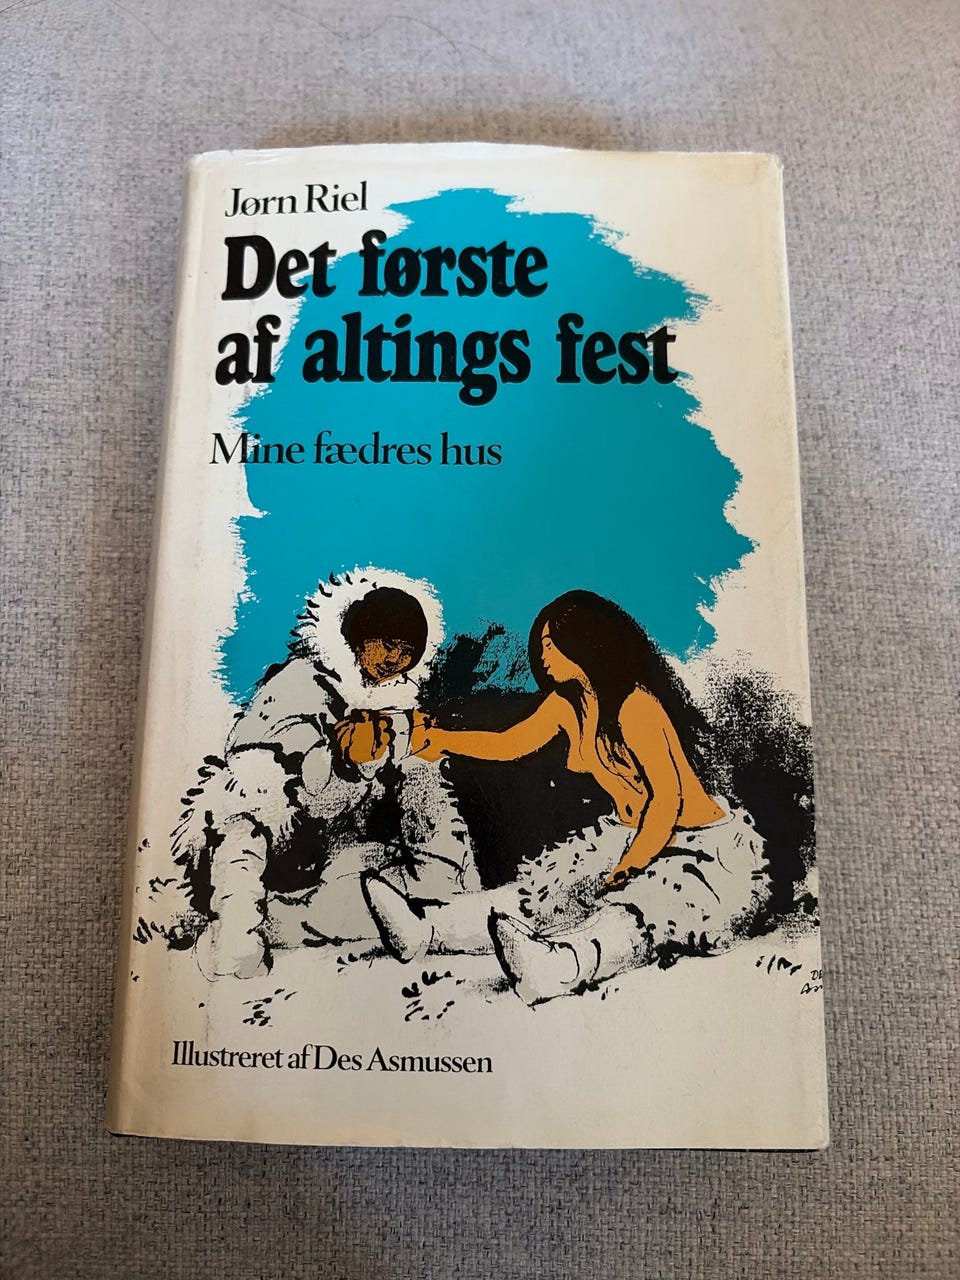 Jørn Riel
Det første
af altings fest
Mine fædres hus
Illustreret af Des Asmussen